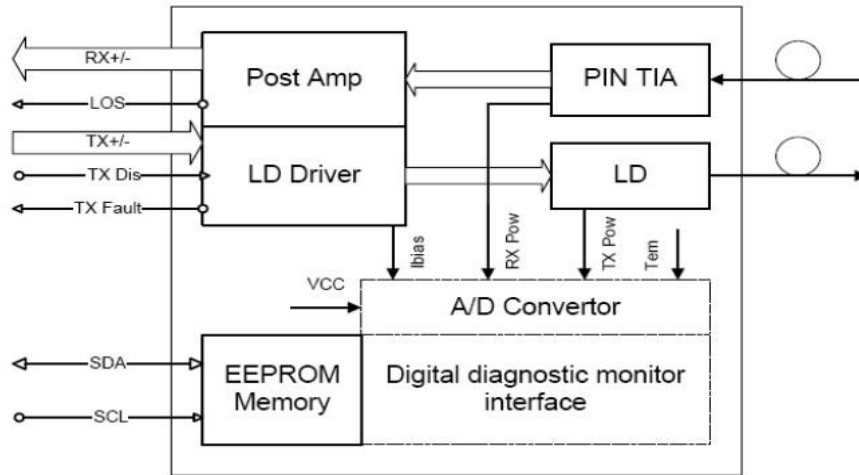 RX+/-
Post Amp
PIN TIA
LOS
TX+/-
TX Dis
LD Driver
LD
TX Fault
Ibias
RX Pow
TX Pow
Tem
VCC
A/D Convertor
SDA
EEPROM
Memory
Digital diagnostic monitor
interface
SCL